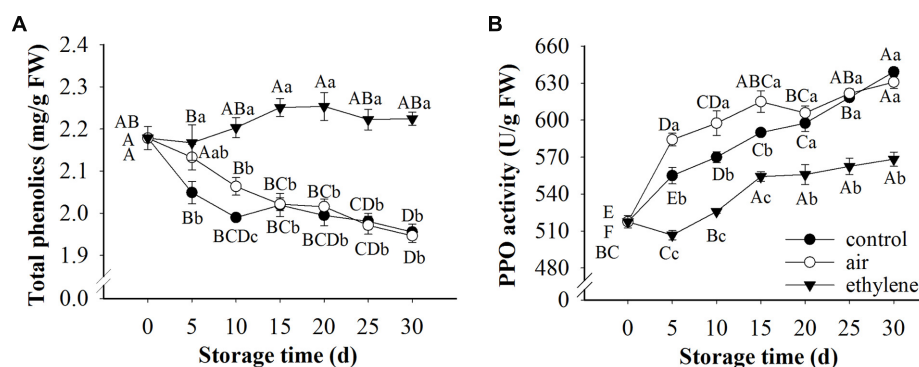 A
Total phenolics (mg/g FW)
2.4
2.3
2.2
2.1
2.0
1.9
0.0
AB
A
A
Ba
ABa
Aa
Aa
ABa
ABa
Aab
Bb
BCb
BCb
CDb
Db
Bb
BCDc
BCb
BCDb
CDb
Db
0 5 10 15 20 25 30
Storage time (d)
B
PPO activity (U/g FW)
660
630
600
570
540
510
480
0
E
F
BC
Da
CDa
ABCa
BCa
ABa
Aa
Eb
Db
Cb
Ca
Ba
Aa
Cc
Bc
Ac
Ab
Ab
Ab
control
air
ethylene
0 5 10 15 20 25 30
Storage time (d)